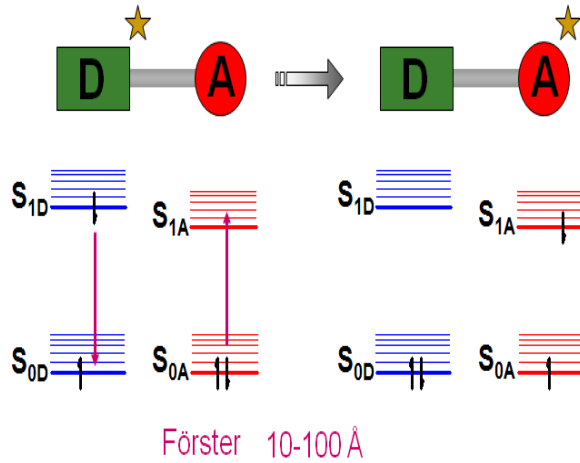 D A D A
S1D S1A S1D S1A
S0D S0A S0D S0A
Förster 10-100 Å